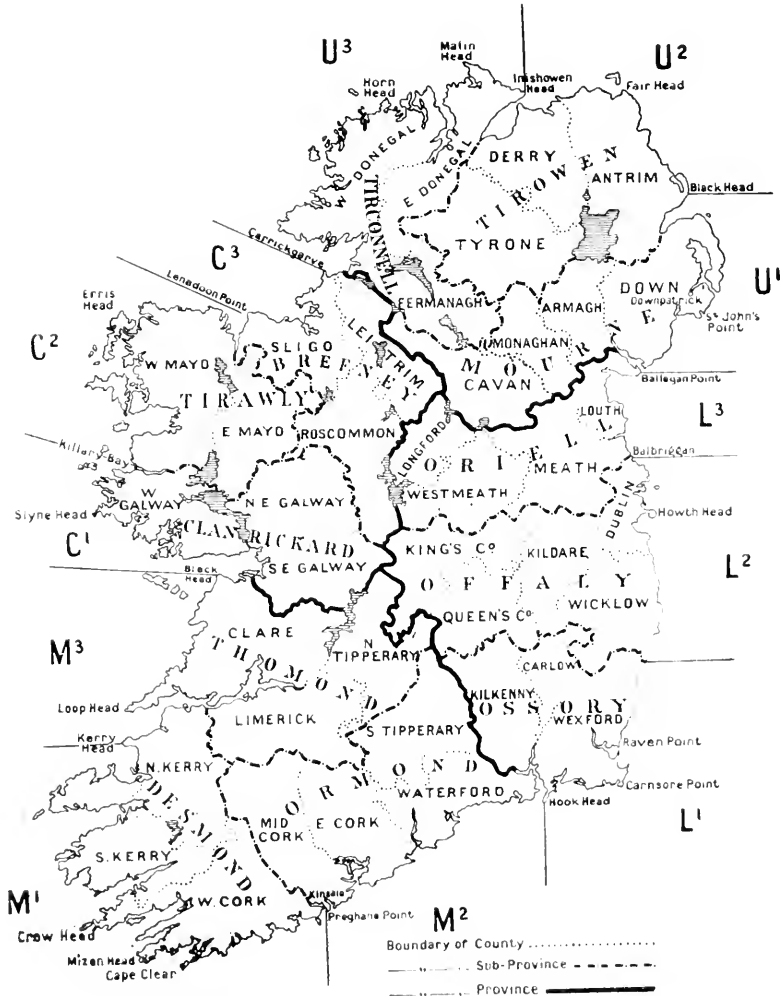 U³
Malin Head
U²
Horn Head
Inishowen Head
Fair Head
W DONEGAL
E DONEGAL
DERRY
TIROWEN
ANTRIM
TIRCONNELL
Black Head
TYRONE
Carrickgarve
C³
U¹
Lenadoon Point
FERMANAGH
ARMAGH
DOWN
Downpatrick
St John's Point
Erris Head
MONAGHAN
C²
SLIGO
LEITRIM
BREFNEY
MOURNE
W MAYO
CAVAN
Ballagan Point
TIRAWLY
LOUTH
L³
E MAYO
ROSCOMMON
LONGFORD
ORIELL
Killary Bay
MEATH
Balbriggan
W GALWAY
N E GALWAY
WESTMEATH
DUBLIN
Slyne Head
CLANRICKARD
Howth Head
C¹
KING'S Cº
KILDARE
Black Head
S E GALWAY
OFFALY
L²
QUEEN'S Cº
WICKLOW
CLARE
M³
THOMOND
N TIPPERARY
CARLOW
Loop Head
KILKENNY
OSSORY
LIMERICK
S TIPPERARY
WEXFORD
Kerry Head
Raven Point
N. KERRY
ORMOND
WATERFORD
Carnsore Point
Hook Head
DESMOND
MID CORK
E CORK
L¹
S. KERRY
M¹
W. CORK
Kinsale
Preghane Point
M²
Crow Head
Mizen Head
Cape Clear
Boundary of County
" Sub-Province
" Province